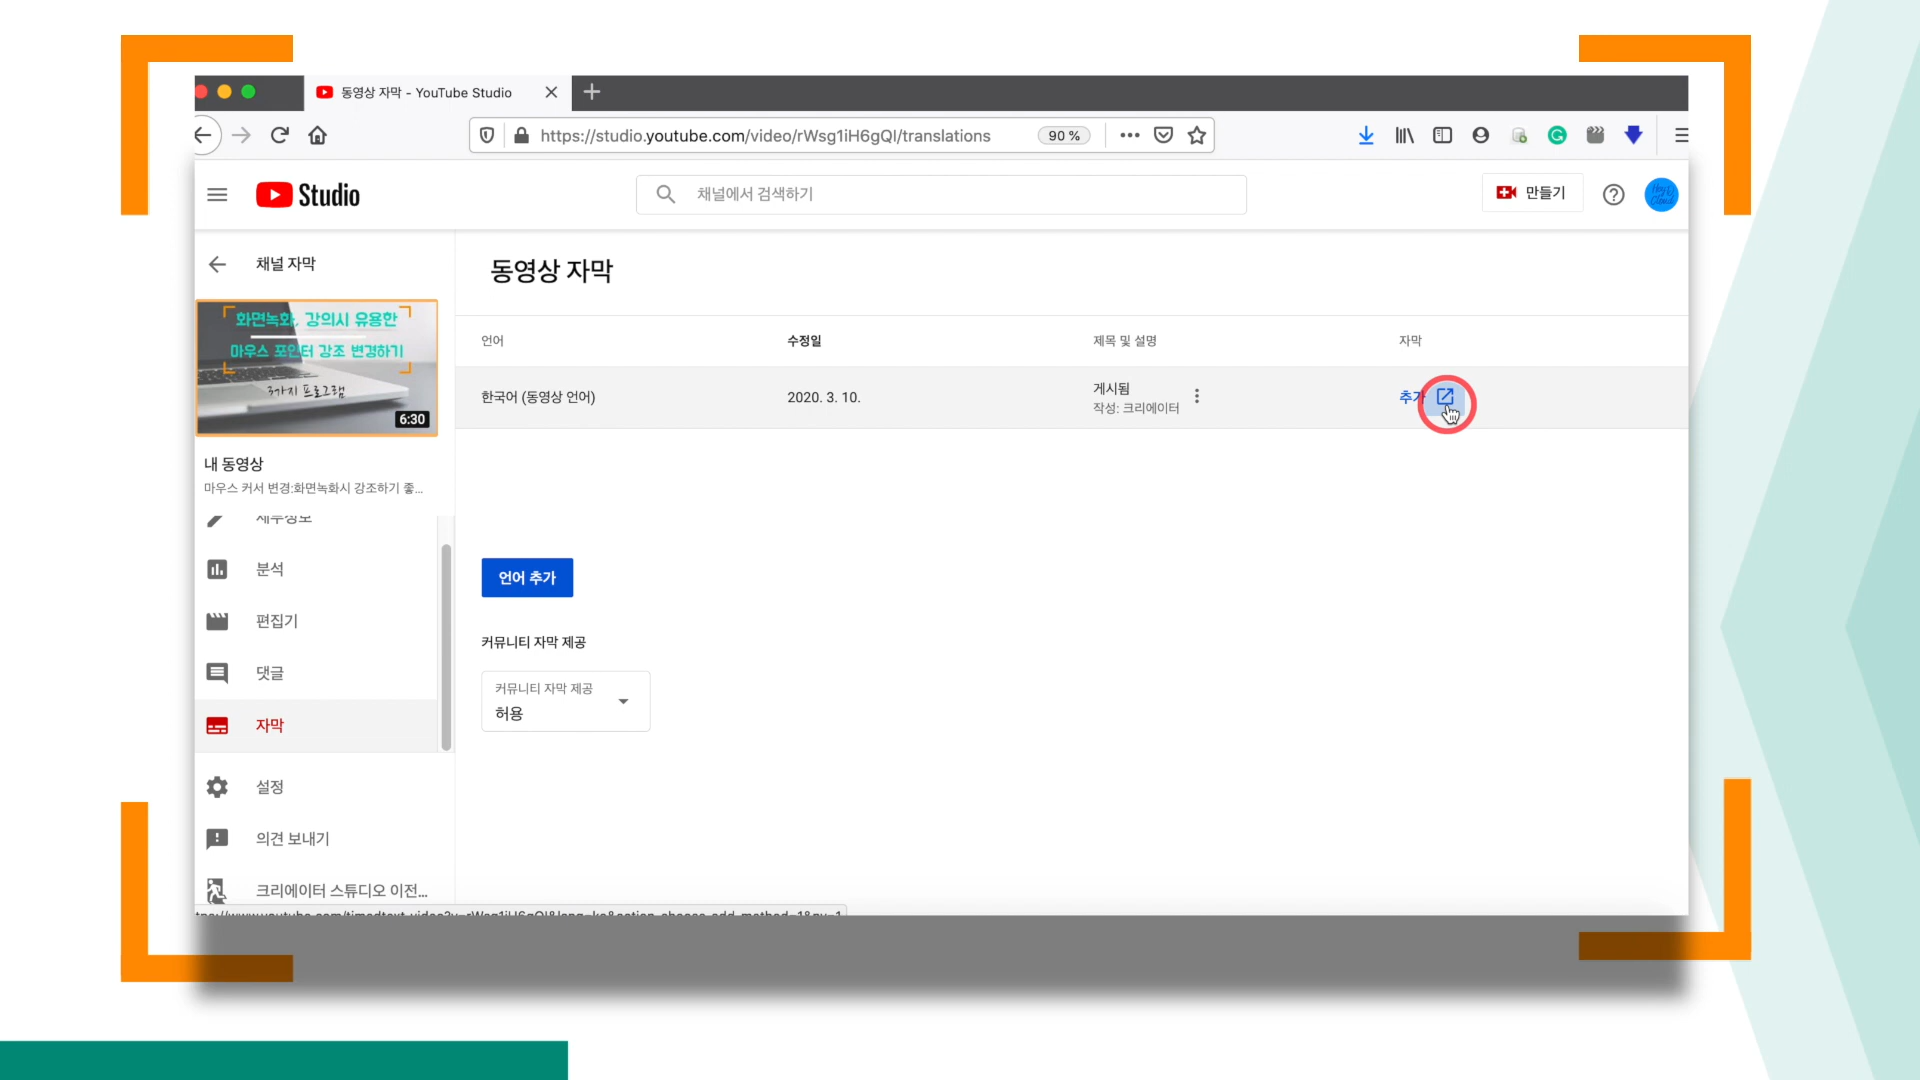 동영상 자막 - YouTube Studio
https://studio.youtube.com/video/rWsg1iH6gQI/translations
90 %
Studio
채널에서 검색하기
만들기
채널 자막
동영상 자막
화면녹화, 강의시 유용한
마우스 포인터 강조 변경하기
3가지 프로그램
6:30
언어
수정일
제목 및 설명
자막
한국어 (동영상 언어)
2020. 3. 10.
게시됨
작성: 크리에이터
추가
내 동영상
마우스 커서 변경:화면녹화시 강조하기 좋...
세부정보
분석
언어 추가
편집기
커뮤니티 자막 제공
댓글
커뮤니티 자막 제공
허용
자막
설정
의견 보내기
크리에이터 스튜디오 이전...